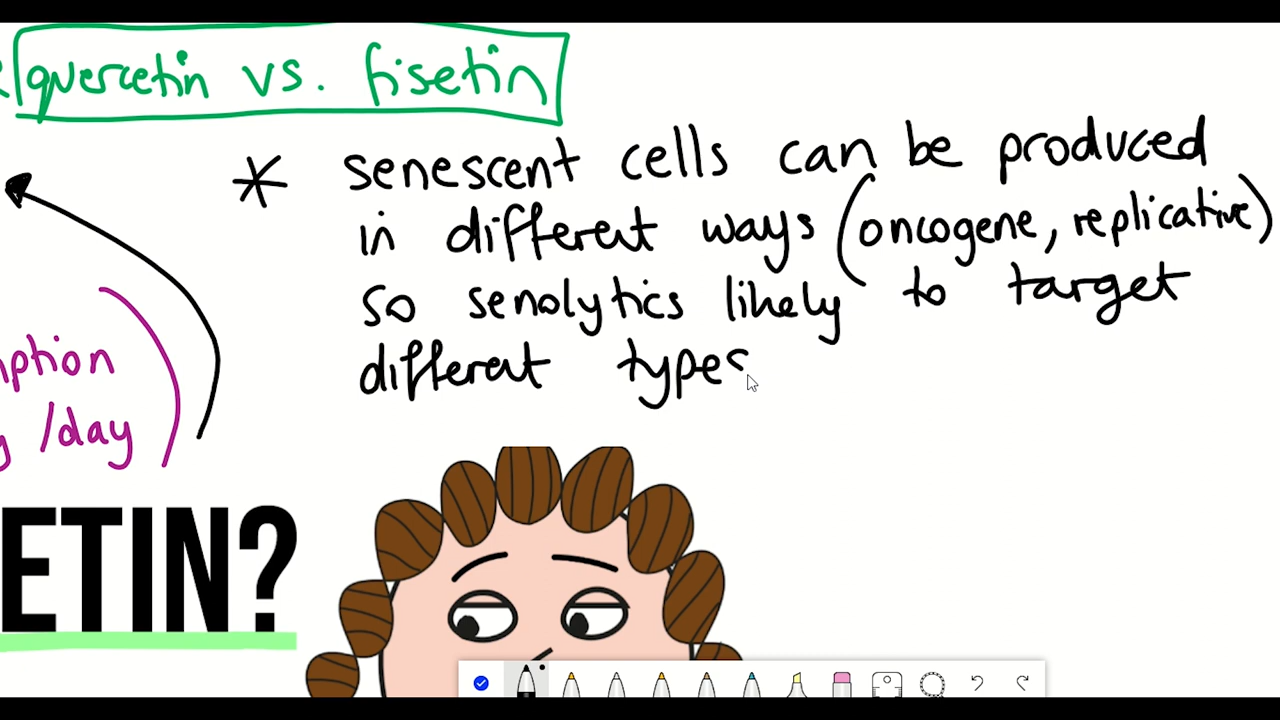 quercetin vs. fisetin
* senescent cells can be produced
in different ways (oncogene, replicative)
so senolytics likely to target
different types
ption
/day
ETIN?